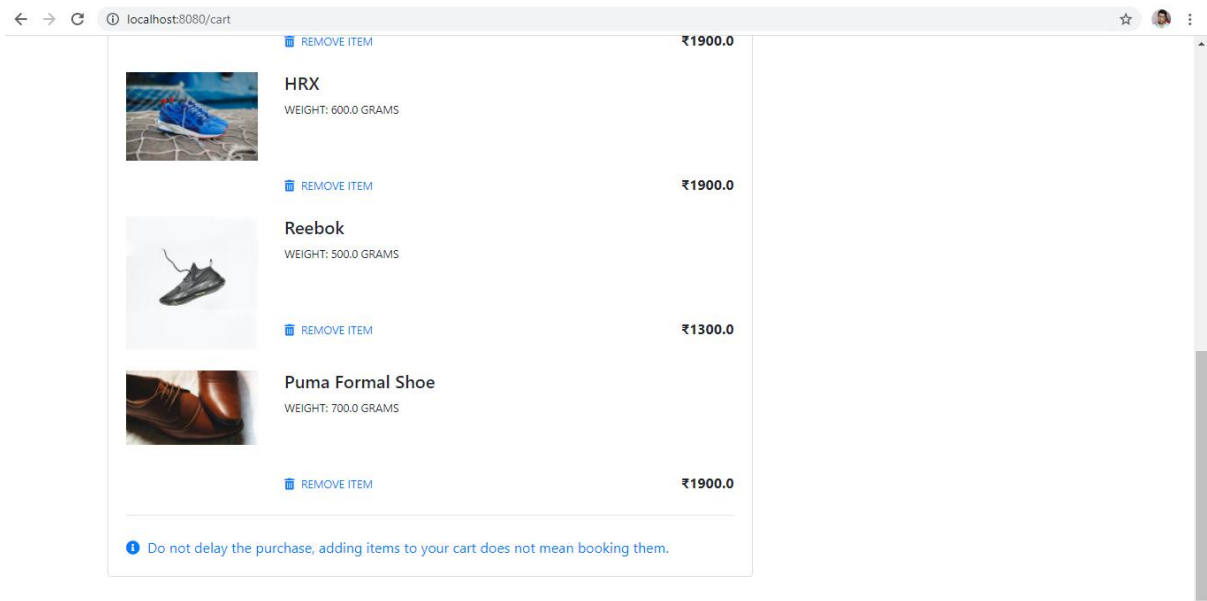 localhost:8080/cart
REMOVE ITEM ₹1900.0
HRX
WEIGHT: 600.0 GRAMS
REMOVE ITEM ₹1900.0
Reebok
WEIGHT: 500.0 GRAMS
REMOVE ITEM ₹1300.0
Puma Formal Shoe
WEIGHT: 700.0 GRAMS
REMOVE ITEM ₹1900.0
Do not delay the purchase, adding items to your cart does not mean booking them.